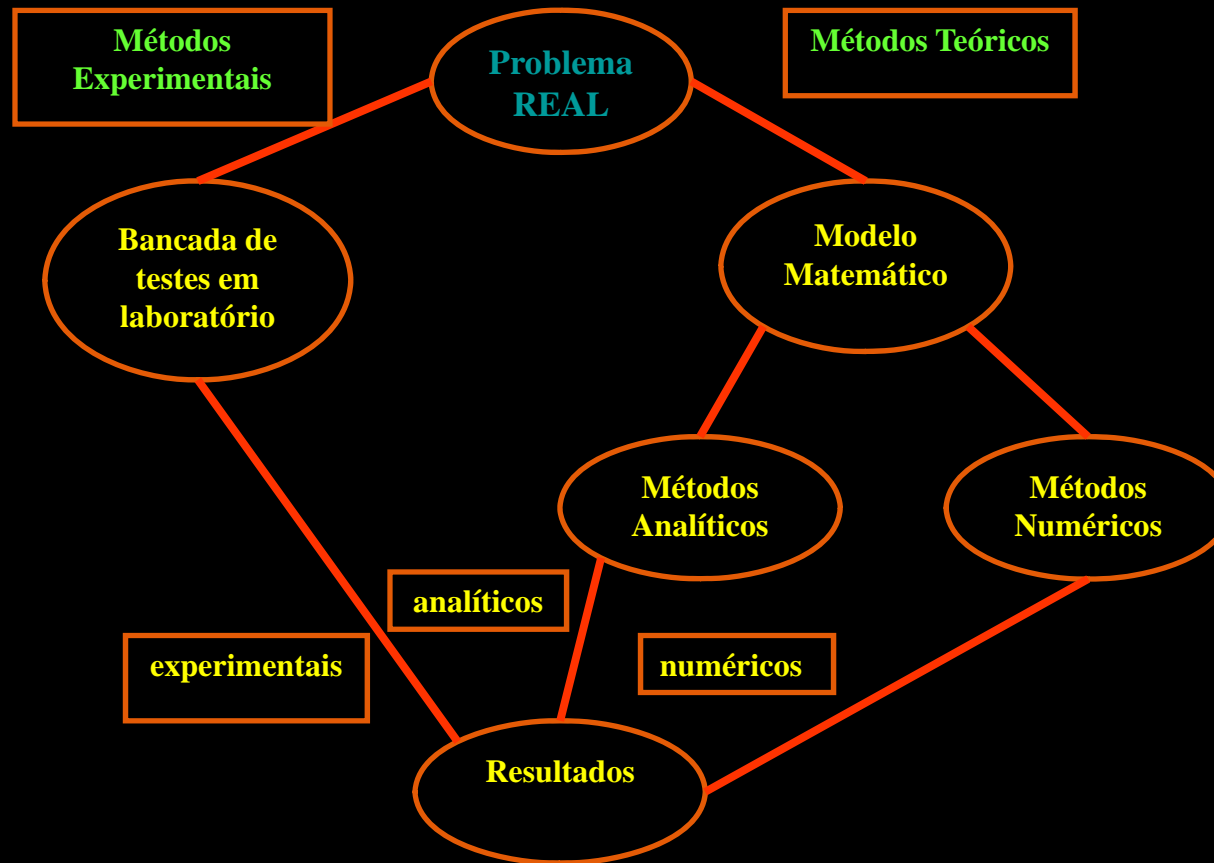 Métodos
Experimentais
Problema
REAL
Métodos Teóricos
Bancada de
testes em
laboratório
Modelo
Matemático
Métodos
Analíticos
Métodos
Numéricos
analíticos
experimentais
numéricos
Resultados